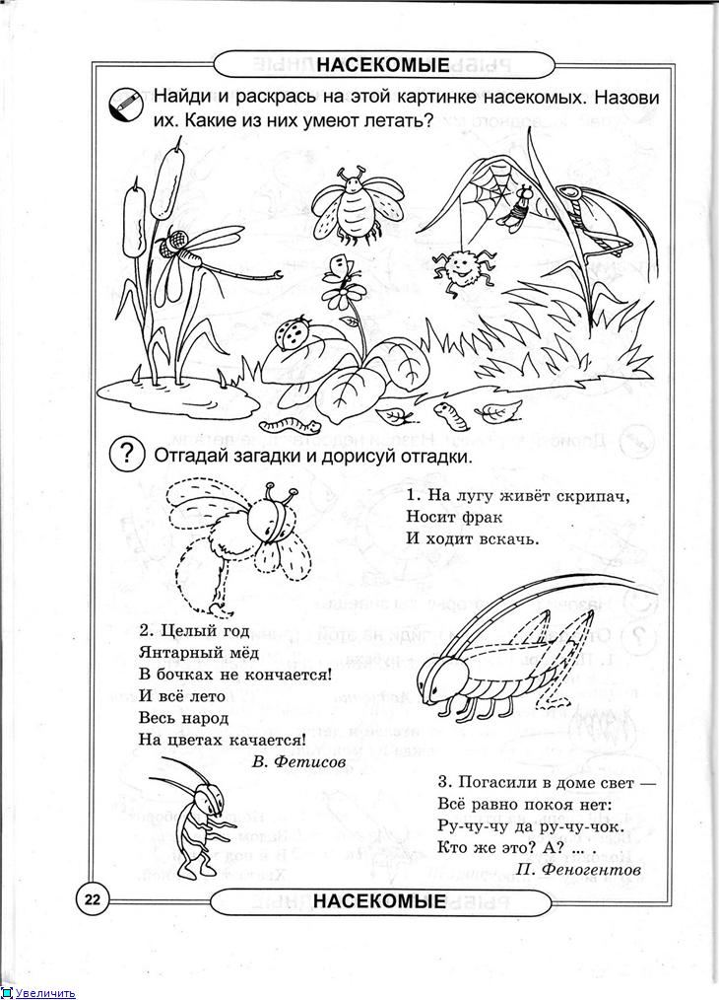 НАСЕКОМЫЕ
Найди и раскрась на этой картинке насекомых. Назови
их. Какие из них умеют летать?
? Отгадай загадки и дорисуй отгадки.
1. На лугу живёт скрипач,
Носит фрак
И ходит вскачь.
2. Целый год
Янтарный мёд
В бочках не кончается!
И всё лето
Весь народ
На цветах качается!
В. Фетисов
3. Погасили в доме свет —
Всё равно покоя нет:
Ру-чу-чу да ру-чу-чок.
Кто же это? А? ... .
П. Феногентов
22
НАСЕКОМЫЕ
Увеличить